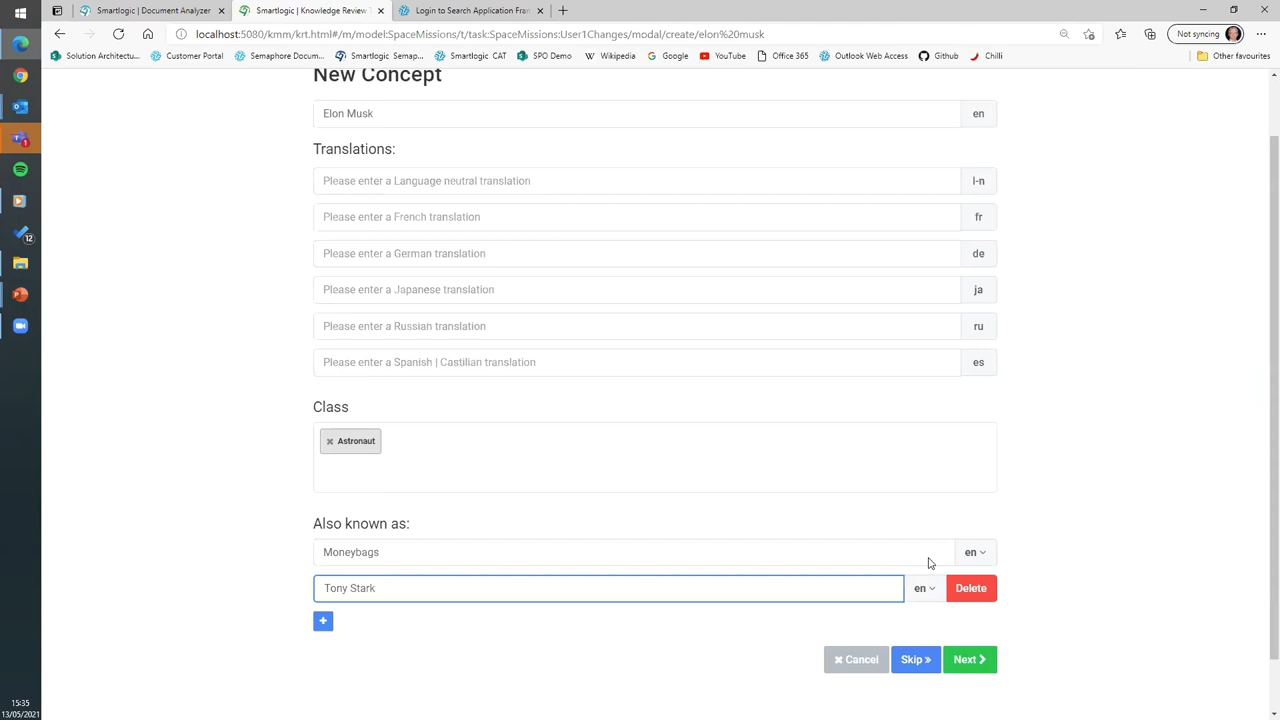 Smartlogic | Document Analyzer
Smartlogic | Knowledge Review T
Login to Search Application Fran
localhost:5080/kmm/krt.html#/m/model:SpaceMissions/t/task:SpaceMissions:User1Changes/modal/create/elon%20musk
Not syncing
Solution Architectu...
Customer Portal
Semaphore Docum...
Smartlogic Semap...
Smartlogic CAT
SPO Demo
Wikipedia
Google
YouTube
Office 365
Outlook Web Access
Github
Chilli
Other favourites
New Concept
Elon Musk en
Translations:
Please enter a Language neutral translation l-n
Please enter a French translation fr
Please enter a German translation de
Please enter a Japanese translation ja
Please enter a Russian translation ru
Please enter a Spanish | Castilian translation es
Class
Astronaut
Also known as:
Moneybags en
Tony Stark en Delete
Cancel Skip Next
1
12
15:35
13/05/2021